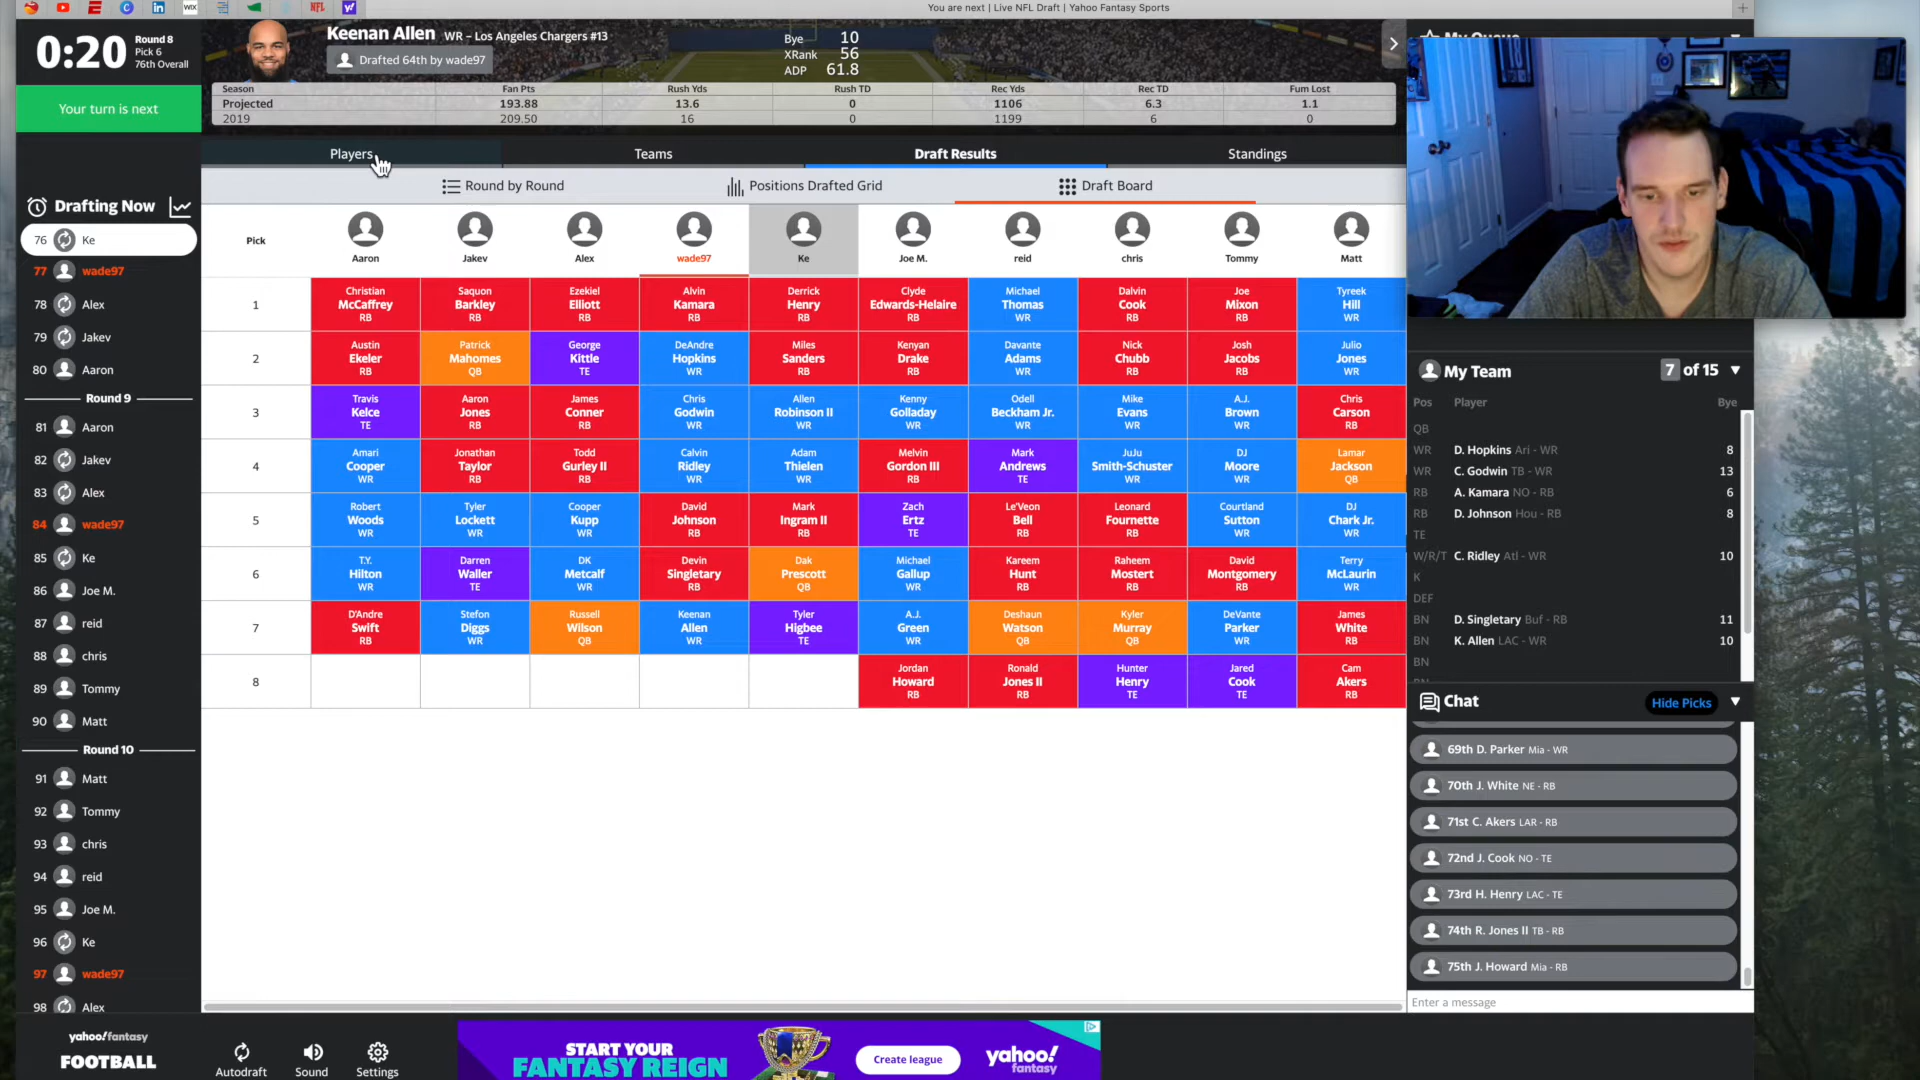 You are next | Live NFL Draft | Yahoo Fantasy Sports
WIX
NFL
0:20
Round 8
Pick 6
76th Overall
Your turn is next
Keenan Allen WR – Los Angeles Chargers #13
Drafted 64th by wade97
Bye 10
XRank 56
ADP 61.8
Season Fan Pts Rush Yds Rush TD Rec Yds Rec TD Fum Lost
Projected 193.88 13.6 0 1106 6.3 1.1
2019 209.50 16 0 1199 6 0
Players Teams Draft Results Standings
Round by Round Positions Drafted Grid Draft Board
Drafting Now
76 Ke
77 wade97
78 Alex
79 Jakev
80 Aaron
Round 9
81 Aaron
82 Jakev
83 Alex
84 wade97
85 Ke
86 Joe M.
87 reid
88 chris
89 Tommy
90 Matt
Round 10
91 Matt
92 Tommy
93 chris
94 reid
95 Joe M.
96 Ke
97 wade97
98 Alex
Pick Aaron Jakev Alex wade97 Ke Joe M. reid chris Tommy Matt
Christian Saquon Ezekiel Alvin Derrick Clyde Michael Dalvin Joe Tyreek
1 McCaffrey Barkley Elliott Kamara Henry Edwards-Helaire Thomas Cook Mixon Hill
RB RB RB RB RB RB WR RB RB WR
Austin Patrick George DeAndre Miles Kenyan Davante Nick Josh Julio
2 Ekeler Mahomes Kittle Hopkins Sanders Drake Adams Chubb Jacobs Jones
RB QB TE WR RB RB WR RB RB WR
Travis Aaron James Chris Allen Kenny Odell Mike A.J. Chris
3 Kelce Jones Conner Godwin Robinson II Golladay Beckham Jr. Evans Brown Carson
TE RB RB WR WR WR WR WR WR RB
Amari Jonathan Todd Calvin Adam Melvin Mark JuJu DJ Lamar
4 Cooper Taylor Gurley II Ridley Thielen Gordon III Andrews Smith-Schuster Moore Jackson
WR RB RB WR WR RB TE WR WR QB
Robert Tyler Cooper David Mark Zach Le'Veon Leonard Courtland DJ
5 Woods Lockett Kupp Johnson Ingram II Ertz Bell Fournette Sutton Chark Jr.
WR WR WR RB RB TE RB RB WR WR
T.Y. Darren DK Devin Dak Michael Kareem Raheem David Terry
6 Hilton Waller Metcalf Singletary Prescott Gallup Hunt Mostert Montgomery McLaurin
WR TE WR RB QB WR RB RB RB WR
D'Andre Stefon Russell Keenan Tyler A.J. Deshaun Kyler DeVante James
7 Swift Diggs Wilson Allen Higbee Green Watson Murray Parker White
RB WR QB WR TE WR QB QB WR RB
Jordan Ronald Hunter Jared Cam
8 Howard Jones II Henry Cook Akers
RB RB TE TE RB
My Team 7 of 15
Pos Player Bye
QB
WR D. Hopkins Ari - WR 8
WR C. Godwin TB - WR 13
RB A. Kamara NO - RB 6
RB D. Johnson Hou - RB 8
TE
W/R/T C. Ridley Atl - WR 10
K
DEF
BN D. Singletary Buf - RB 11
BN K. Allen LAC - WR 10
BN
Chat Hide Picks
69th D. Parker Mia - WR
70th J. White NE - RB
71st C. Akers LAR - RB
72nd J. Cook NO - TE
73rd H. Henry LAC - TE
74th R. Jones II TB - RB
75th J. Howard Mia - RB
Enter a message
yahoo!fantasy
FOOTBALL
Autodraft Sound Settings
START YOUR
FANTASY REIGN
Create league
yahoo!
fantasy